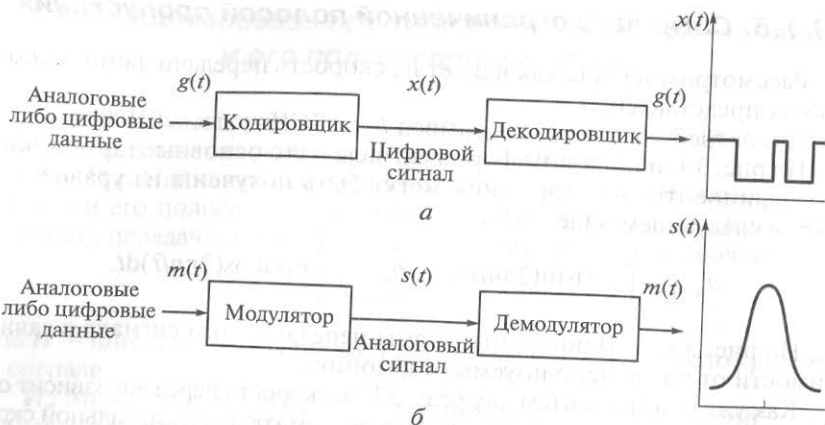 x(t)
g(t)
x(t)
g(t)
Аналоговые
либо цифровые
данные
Кодировщик
Декодировщик
Цифровой
сигнал
а
s(t)
m(t)
s(t)
m(t)
Аналоговые
либо цифровые
данные
Модулятор
Демодулятор
Аналоговый
сигнал
б